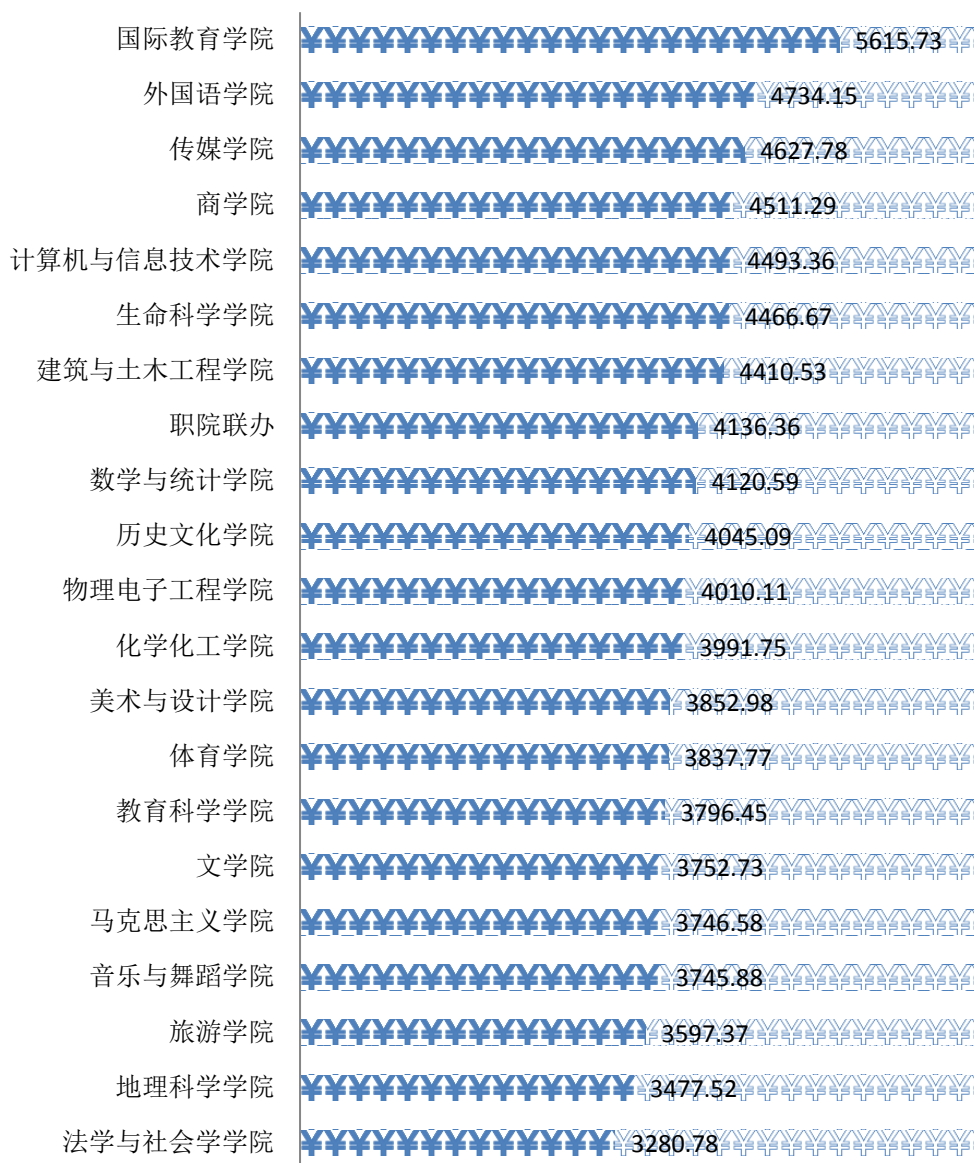 国际教育学院 5615.73
外国语学院 4734.15
传媒学院 4627.78
商学院 4511.29
计算机与信息技术学院 4493.36
生命科学学院 4466.67
建筑与土木工程学院 4410.53
职院联办 4136.36
数学与统计学院 4120.59
历史文化学院 4045.09
物理电子工程学院 4010.11
化学化工学院 3991.75
美术与设计学院 3852.98
体育学院 3837.77
教育科学学院 3796.45
文学院 3752.73
马克思主义学院 3746.58
音乐与舞蹈学院 3745.88
旅游学院 3597.37
地理科学学院 3477.52
法学与社会学学院 3280.78